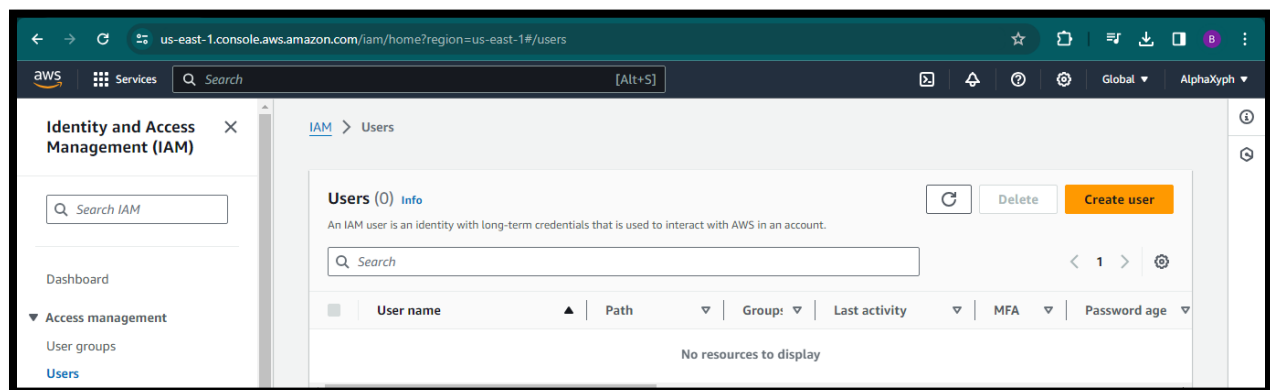 us-east-1.console.aws.amazon.com/iam/home?region=us-east-1#/users
B
aws
Services
Search
[Alt+S]
Global
AlphaXyph
Identity and Access
Management (IAM)
Search IAM
Dashboard
Access management
User groups
Users
IAM > Users
Users (0) Info
An IAM user is an identity with long-term credentials that is used to interact with AWS in an account.
Delete
Create user
Search
1
User name
Path
Group:
Last activity
MFA
Password age
No resources to display